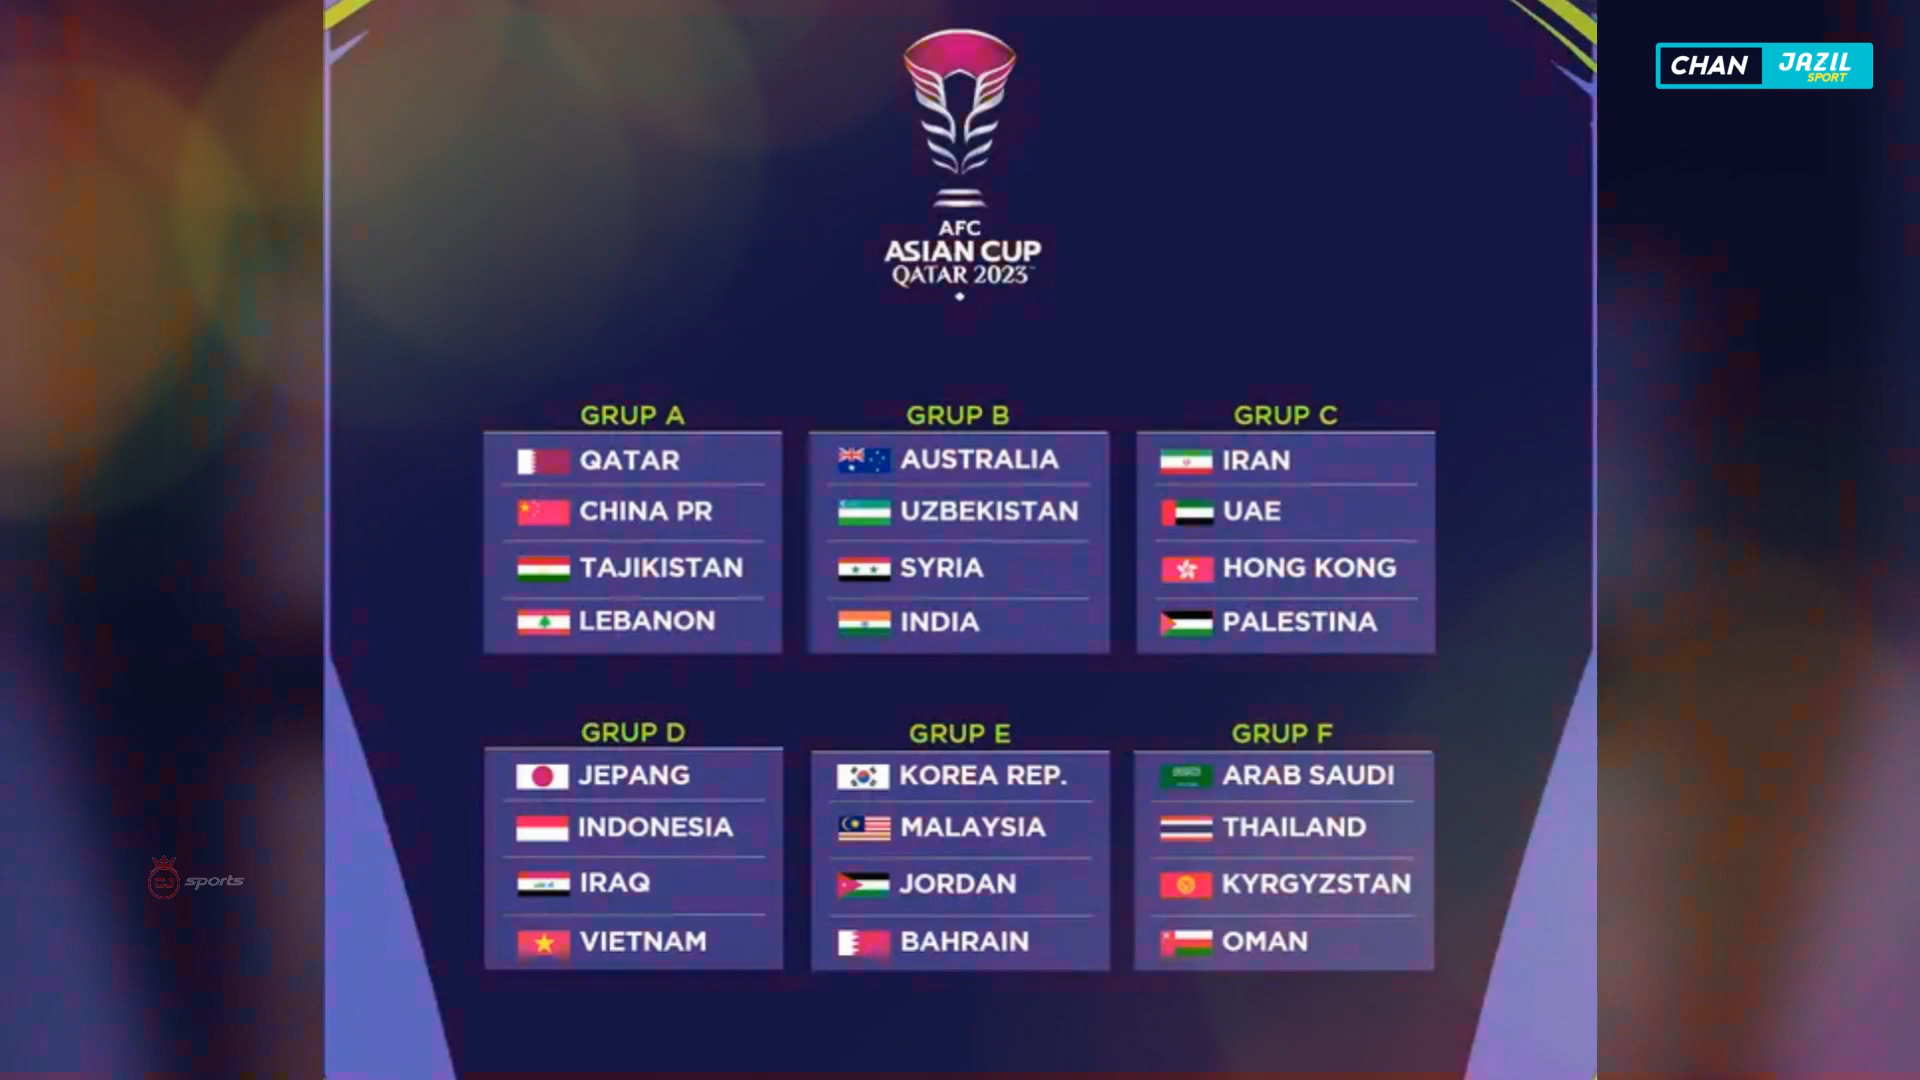 CHAN JAZIL
SPORT
AFC
ASIAN CUP
QATAR 2023
GRUP A
QATAR
CHINA PR
TAJIKISTAN
LEBANON
GRUP B
AUSTRALIA
UZBEKISTAN
SYRIA
INDIA
GRUP C
IRAN
UAE
HONG KONG
PALESTINA
GRUP D
JEPANG
INDONESIA
IRAQ
VIETNAM
GRUP E
KOREA REP.
MALAYSIA
JORDAN
BAHRAIN
GRUP F
ARAB SAUDI
THAILAND
KYRGYZSTAN
OMAN
sports